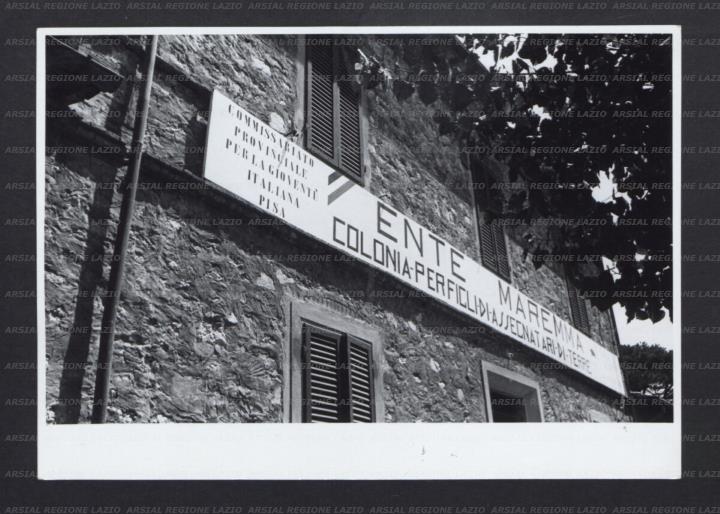 COMMISSARIATO
PROVINCIALE
PER LA GIOVENTÙ
ITALIANA
PISA
ENTE MAREMMA
COLONIA·PER FIGLI·DI·ASSEGNATARI·DI·TERRE
ARSIAL REGIONE LAZIO